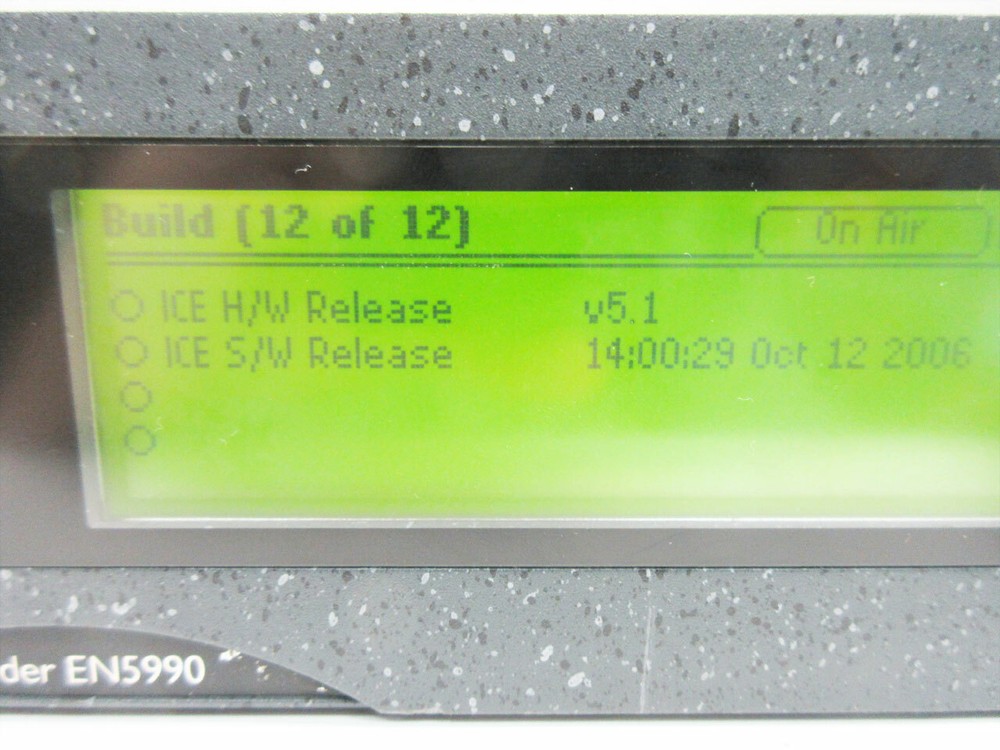 Build (12 of 12)
On Air
ICE H/W Release v5.1
ICE S/W Release 14:00:29 Oct 12 2006
der EN5990